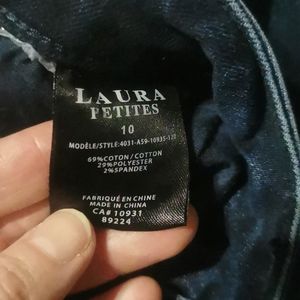 LAURA
PETITES
10
MODÈLE/STYLE:4031-A59-10935-120
69%COTON/COTTON
29%POLYESTER
2%SPANDEX
FABRIQUÉ EN CHINE
MADE IN CHINA
CA# 10931
89224